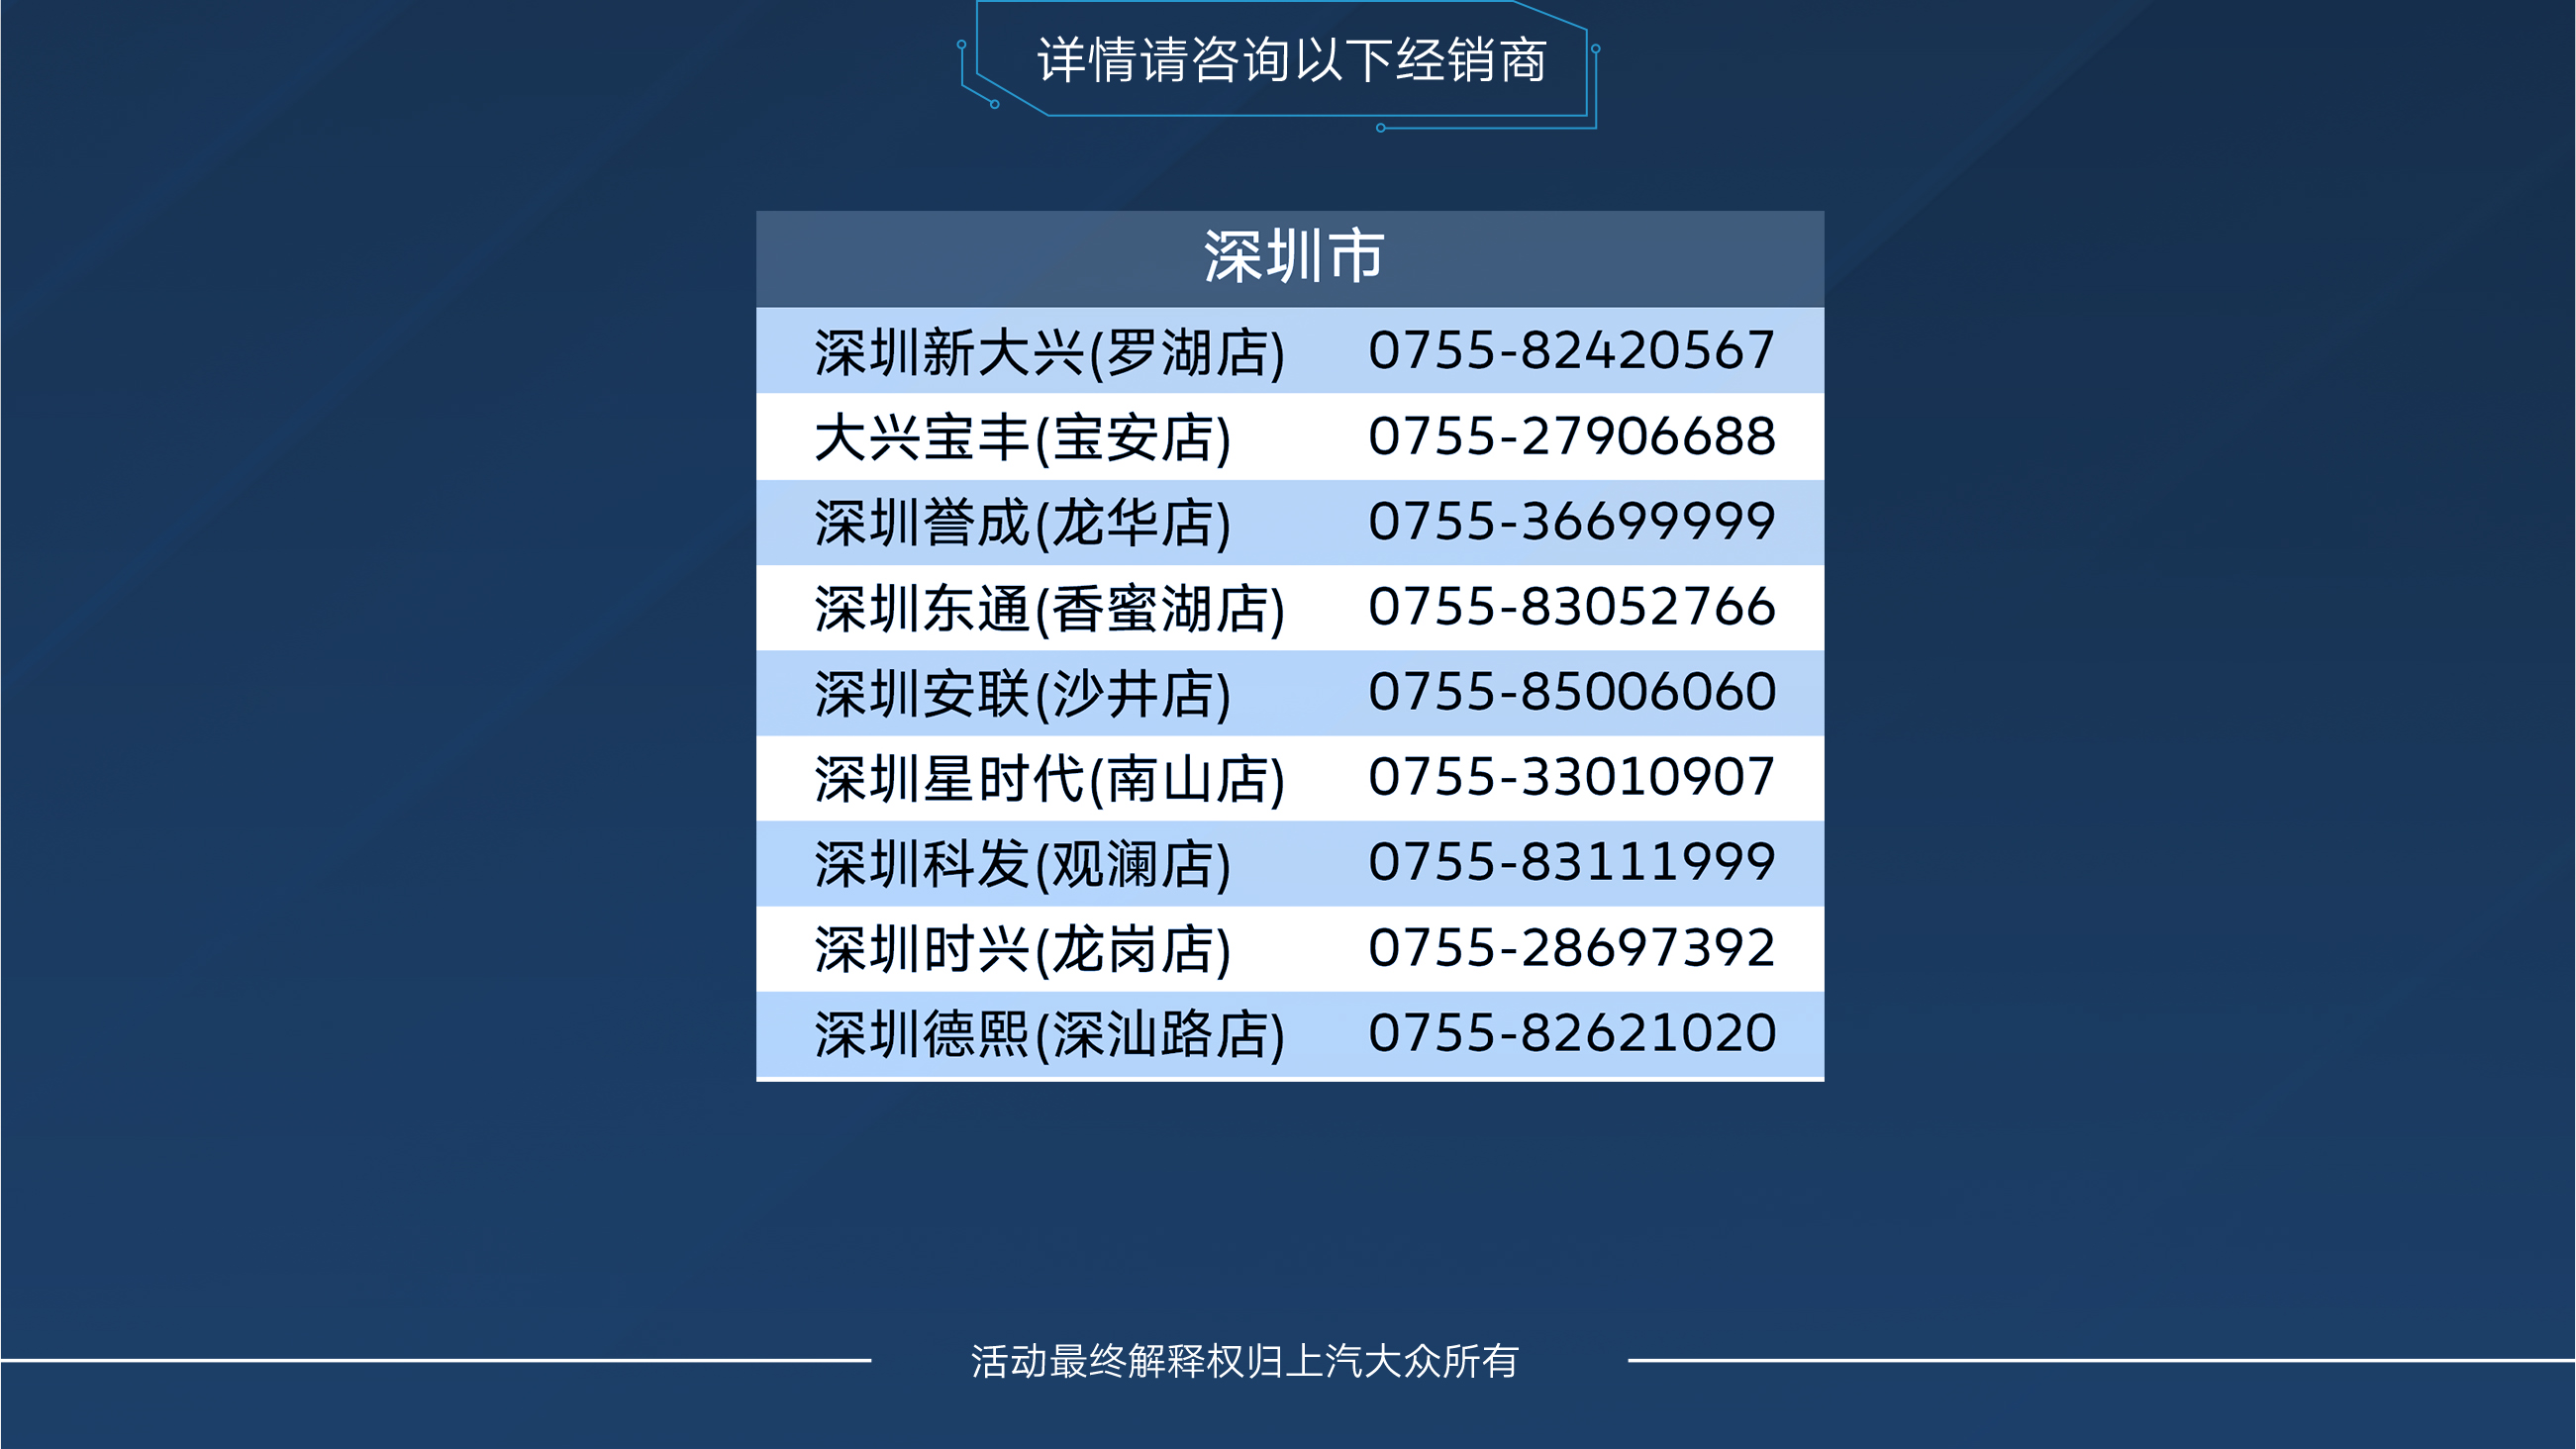 详情请咨询以下经销商
深圳市
深圳新大兴(罗湖店) 0755-82420567
大兴宝丰(宝安店) 0755-27906688
深圳誉成(龙华店) 0755-36699999
深圳东通(香蜜湖店) 0755-83052766
深圳安联(沙井店) 0755-85006060
深圳星时代(南山店) 0755-33010907
深圳科发(观澜店) 0755-83111999
深圳时兴(龙岗店) 0755-28697392
深圳德熙(深汕路店) 0755-82621020
活动最终解释权归上汽大众所有